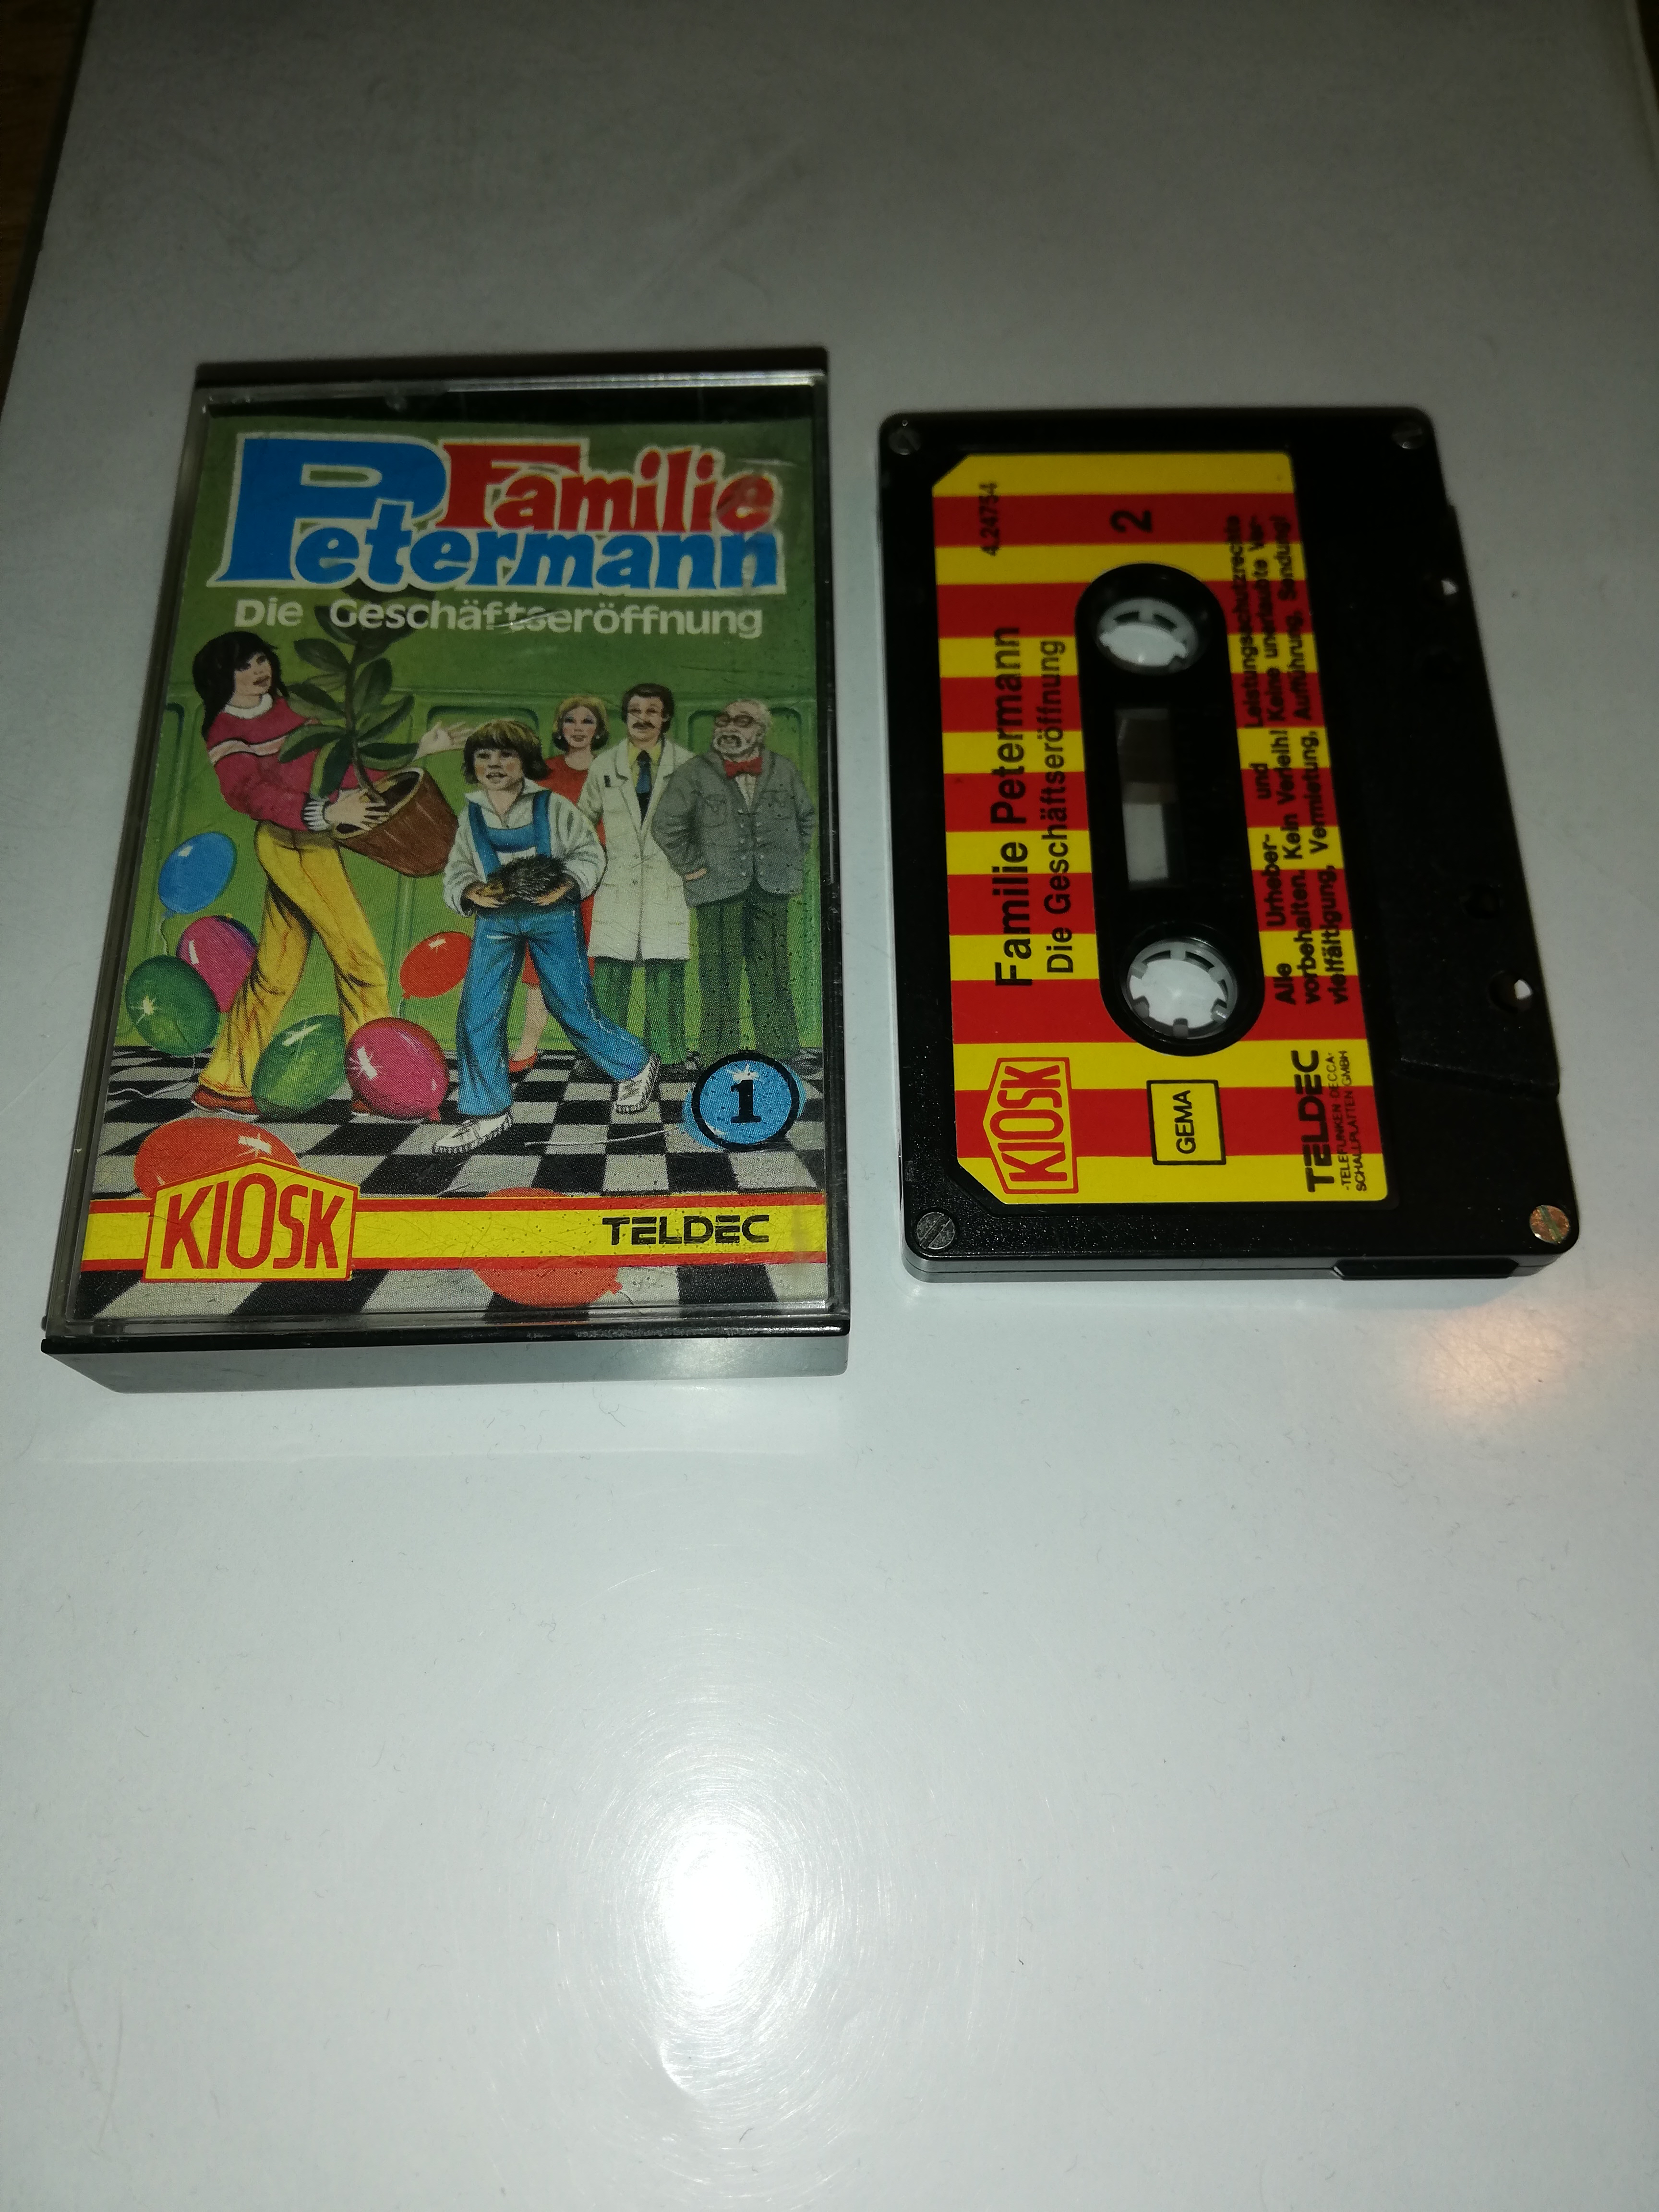 Familie
Petermann
Die Geschäftseröffnung
1
KIOSK
TELDEC
4.24754
Familie Petermann
Die Geschäftseröffnung
2
KIOSK
GEMA
Alle Urheber- und Leistungsschutzrechte
vorbehalten. Kein Verleih! Keine unerlaubte Ver-
vielfältigung, Vermietung, Aufführung, Sendung!
TELDEC
-TELEFUNKEN DECCA-
SCHALLPLATTEN GMBH